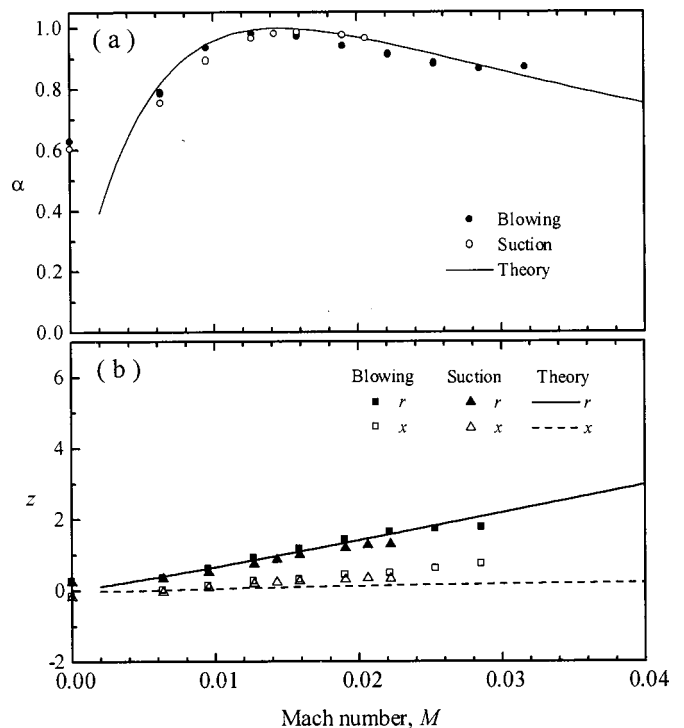 ( a )
1.0
0.8
0.6
α
0.4
0.2
0.0
Blowing
Suction
Theory
( b )
6
4
z
2
0
-2
Blowing Suction Theory
r r r
x x x
0.00 0.01 0.02 0.03 0.04
Mach number, M